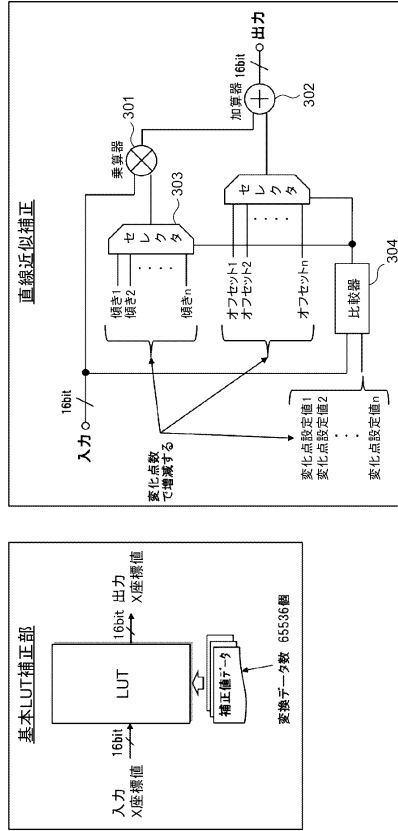 基本LUT補正部
入力
X座標値
16bit
LUT
16bit
出力
X座標値
補正値データ
変換データ数 65536個
直線近似補正
入力
16bit
乗算器
301
加算器
16bit
出力
302
傾き1
傾き2
・・・・
傾きn
セレクタ
303
オフセット1
オフセット2
・・・・
オフセットn
セレクタ
変化点数
で増減する
比較器
304
変化点設定値1
変化点設定値2
・・・
変化点設定値n